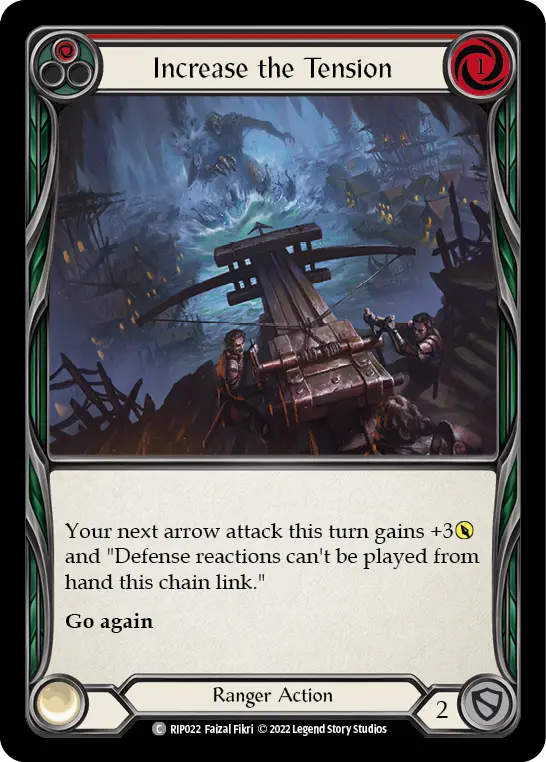 Increase the Tension
1
Your next arrow attack this turn gains +3
and "Defense reactions can't be played from
hand this chain link."
Go again
Ranger Action
2
C RIP022 Faizal Fikri © 2022 Legend Story Studios